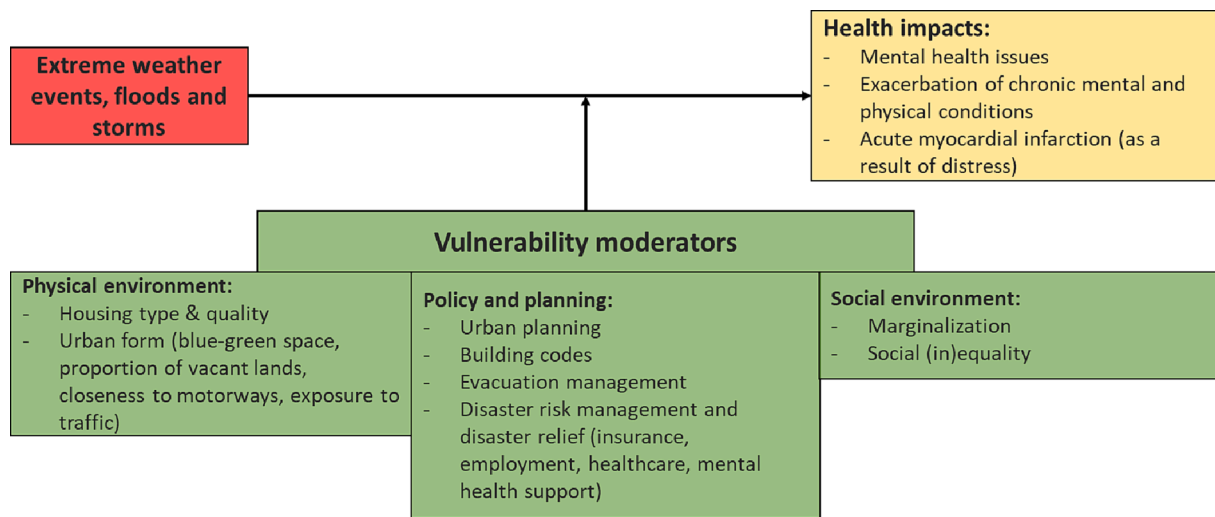 Extreme weather
events, floods and
storms
Health impacts:
- Mental health issues
- Exacerbation of chronic mental and
physical conditions
- Acute myocardial infarction (as a
result of distress)
Vulnerability moderators
Physical environment:
- Housing type & quality
- Urban form (blue-green space,
proportion of vacant lands,
closeness to motorways, exposure to
traffic)
Policy and planning:
- Urban planning
- Building codes
- Evacuation management
- Disaster risk management and
disaster relief (insurance,
employment, healthcare, mental
health support)
Social environment:
- Marginalization
- Social (in)equality